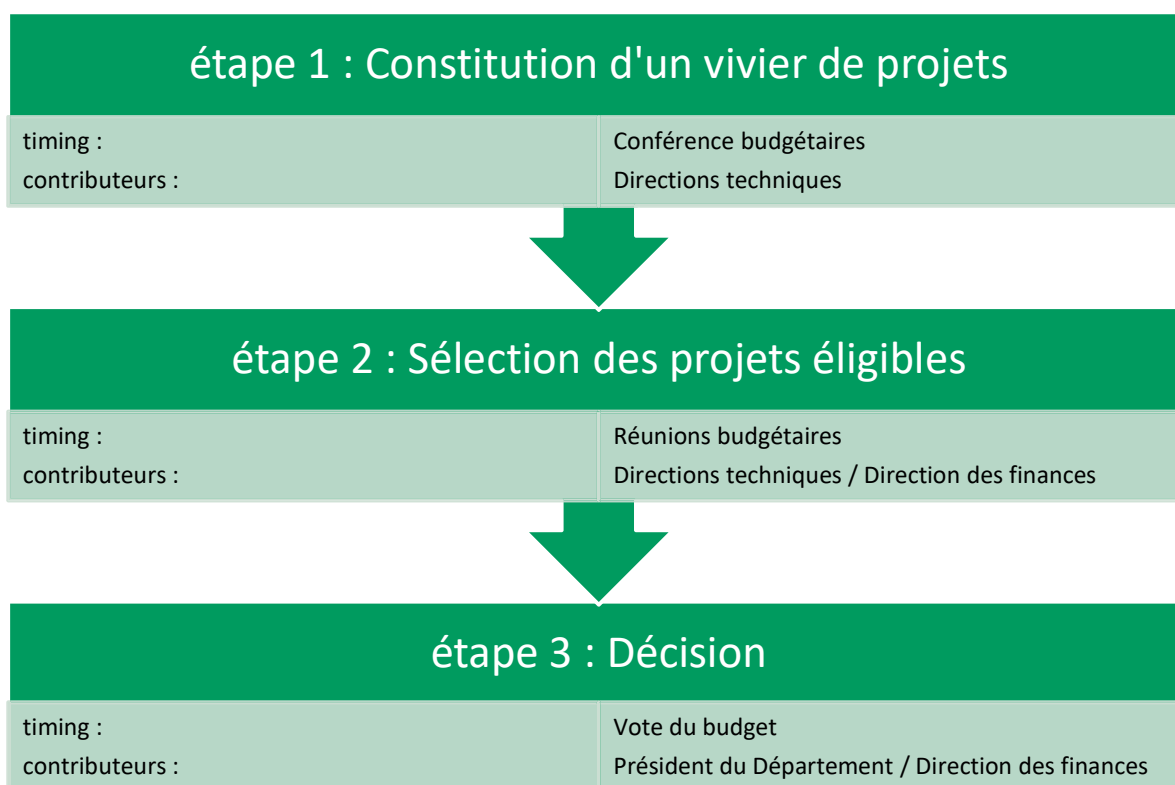 étape 1 : Constitution d'un vivier de projets
timing : Conférence budgétaires
contributeurs : Directions techniques
étape 2 : Sélection des projets éligibles
timing : Réunions budgétaires
contributeurs : Directions techniques / Direction des finances
étape 3 : Décision
timing : Vote du budget
contributeurs : Président du Département / Direction des finances